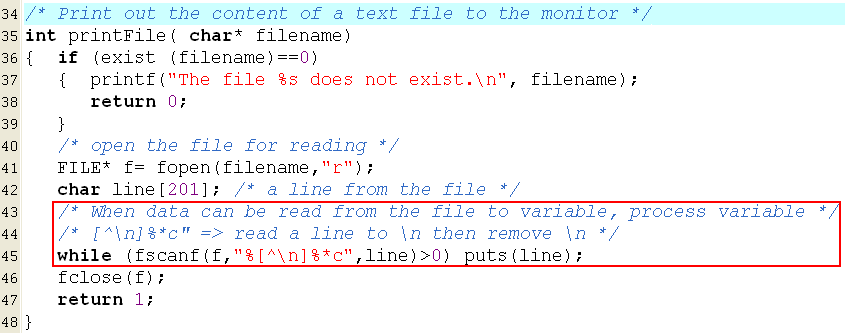 34 /* Print out the content of a text file to the monitor */
35 int printFile( char* filename)
36 {  if (exist (filename)==0)
37    {  printf("The file %s does not exist.\n", filename);
38       return 0;
39    }
40    /* open the file for reading */
41    FILE* f= fopen(filename,"r");
42    char line[201]; /* a line from the file */
43    /* When data can be read from the file to variable, process variable */
44    /* [^\n]%*c" => read a line to \n then remove \n */
45    while (fscanf(f,"%[^\n]%*c",line)>0) puts(line);
46    fclose(f);
47    return 1;
48 }